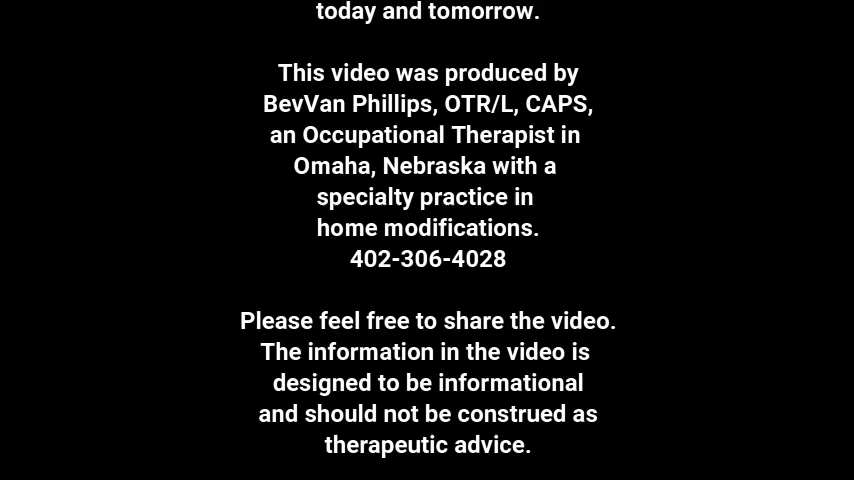 today and tomorrow.
This video was produced by
BevVan Phillips, OTR/L, CAPS,
an Occupational Therapist in
Omaha, Nebraska with a
specialty practice in
home modifications.
402-306-4028
Please feel free to share the video.
The information in the video is
designed to be informational
and should not be construed as
therapeutic advice.